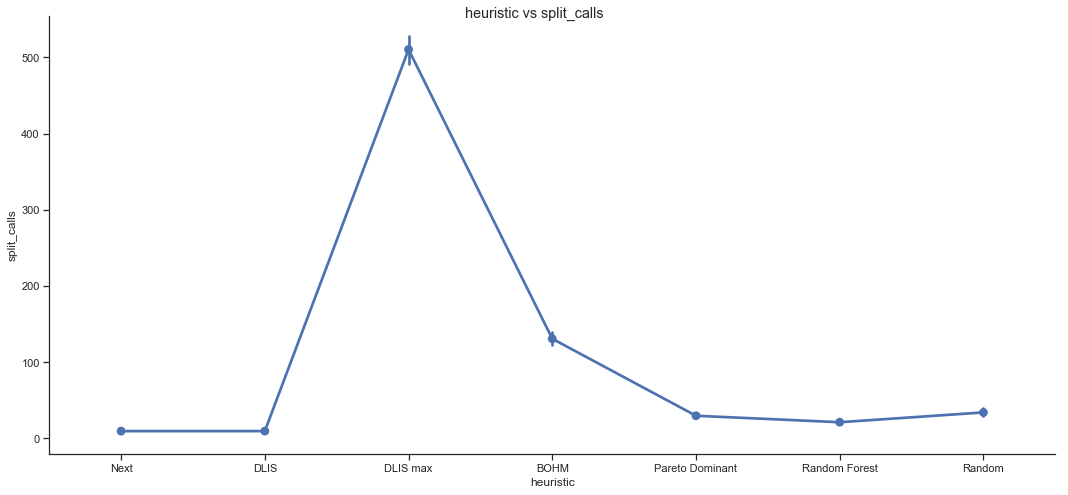 heuristic vs split_calls
split_calls
500
400
300
200
100
0
Next DLIS DLIS max BOHM Pareto Dominant Random Forest Random
heuristic